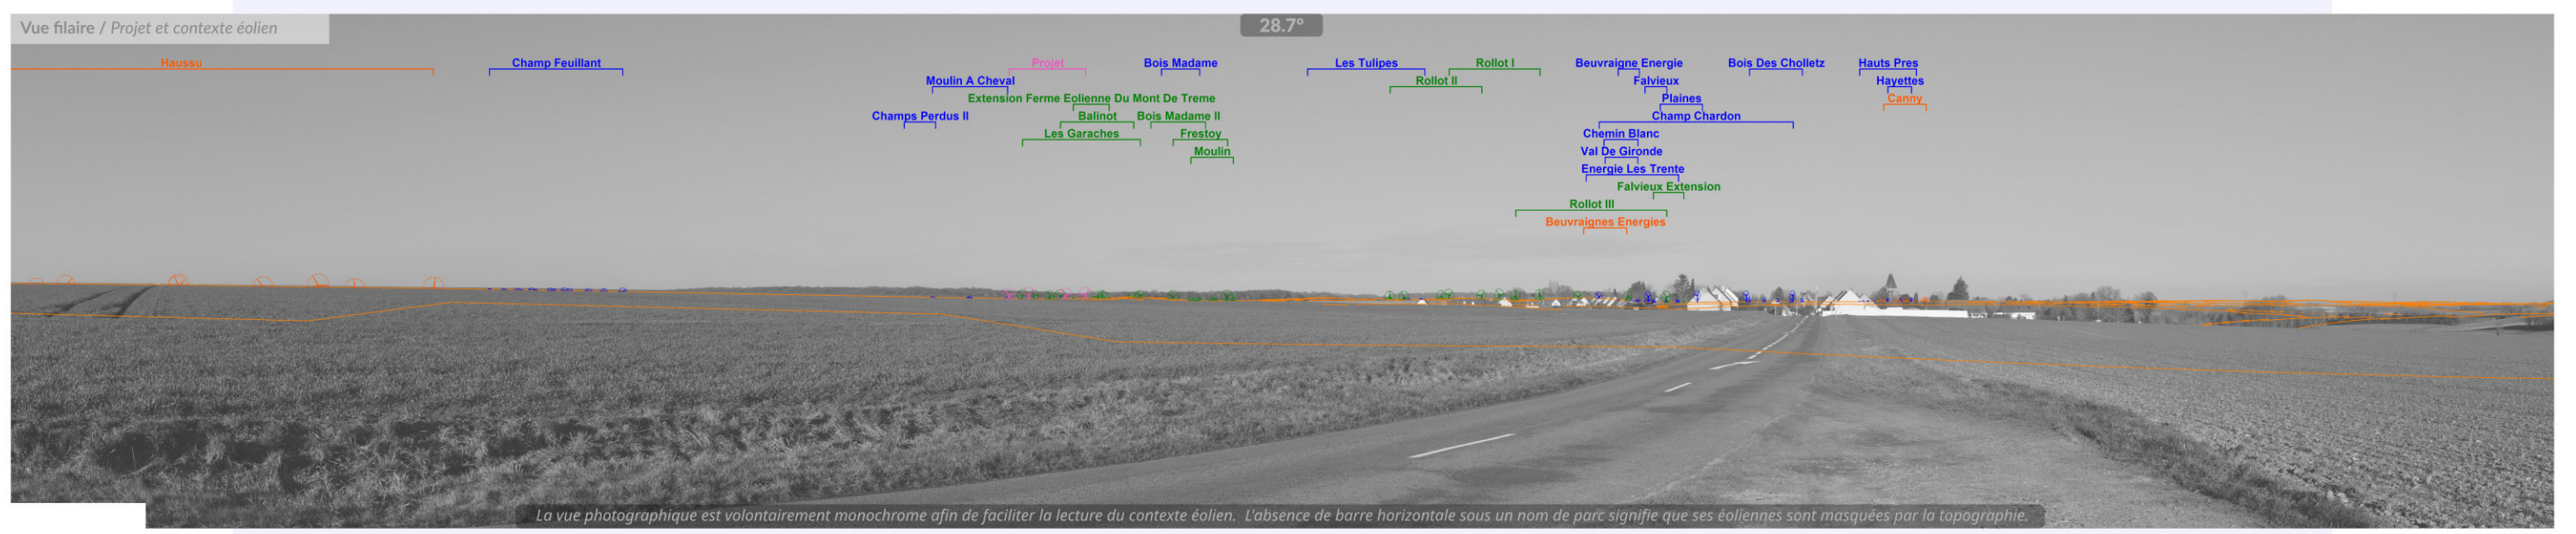 Vue filaire / Projet et contexte éolien
28.7°
Haussu
Champ Feuillant
Projet
Bois Madame
Les Tulipes
Rollot I
Beuvraigne Energie
Bois Des Cholletz
Hauts Pres
Moulin A Cheval
Rollot II
Falvieux
Hayettes
Extension Ferme Eolienne Du Mont De Treme
Plaines
Canny
Champs Perdus II
Balinot
Bois Madame II
Champ Chardon
Les Garaches
Frestoy
Chemin Blanc
Moulin
Val De Gironde
Energie Les Trente
Falvieux Extension
Rollot III
Beuvraignes Energies
La vue photographique est volontairement monochrome afin de faciliter la lecture du contexte éolien. L'absence de barre horizontale sous un nom de parc signifie que ses éoliennes sont masquées par la topographie.